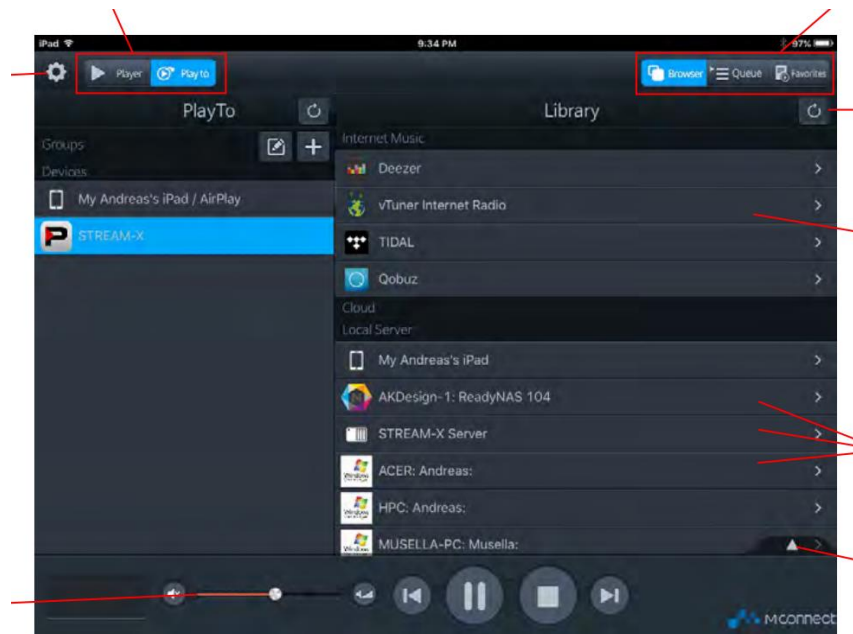 iPad 9:34 PM 97%
Player Play to Browser Queue Favorites
PlayTo
Groups
Devices
My Andreas's iPad / AirPlay
STREAM-X
Library
Internet Music
Deezer
vTuner Internet Radio
TIDAL
Qobuz
Cloud
Local Server
My Andreas's iPad
AKDesign-1: ReadyNAS 104
STREAM-X Server
ACER: Andreas:
HPC: Andreas:
MUSELLA-PC: Musella:
mconnect